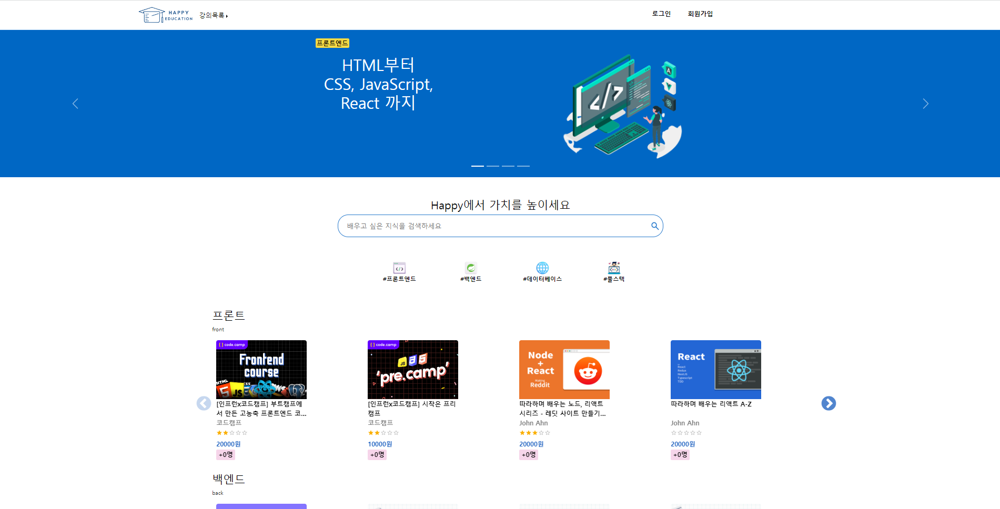 HAPPY
EDUCATION
강의목록
로그인
회원가입
프론트엔드
HTML부터
CSS, JavaScript,
React 까지
Happy에서 가치를 높이세요
배우고 싶은 지식을 검색하세요
#프론트엔드
#백엔드
#데이터베이스
#풀스텍
프론트
front
{ } code.camp
Frontend
course
HTML
JS
[인프런x코드캠프] 부트캠프에
서 만든 고농축 프론트엔드 코...
코드캠프
20000원
+0명
{ } code.camp
JS
'pre.camp'
[인프런x코드캠프] 시작은 프리
캠프
코드캠프
10000원
+0명
Node
+
React
Making
Reddit
따라하며 배우는 노드, 리액트
시리즈 - 레딧 사이트 만들기...
John Ahn
20000원
+0명
React
React
Redux
NextJS
Typescript
TDD
따라하며 배우는 리액트 A-Z
John Ahn
20000원
+0명
백엔드
back